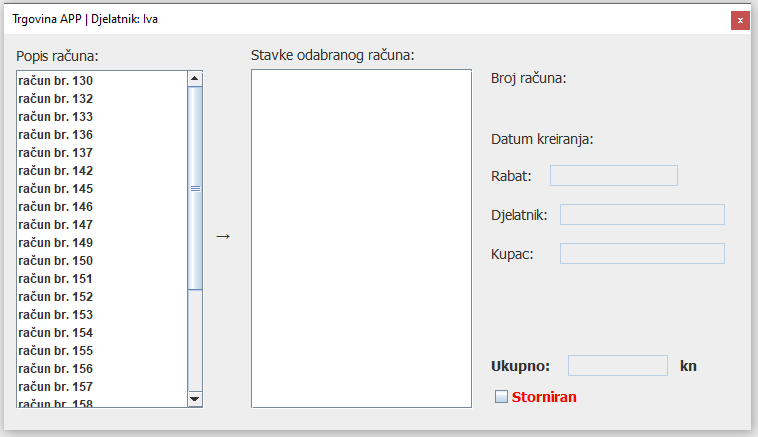 Trgovina APP | Djelatnik: Iva
x
Popis računa:
račun br. 130
račun br. 132
račun br. 133
račun br. 136
račun br. 137
račun br. 142
račun br. 145
račun br. 146
račun br. 147
račun br. 149
račun br. 150
račun br. 151
račun br. 152
račun br. 153
račun br. 154
račun br. 155
račun br. 156
račun br. 157
račun br. 158
→
Stavke odabranog računa:
Broj računa:
Datum kreiranja:
Rabat:
Djelatnik:
Kupac:
Ukupno: kn
Storniran